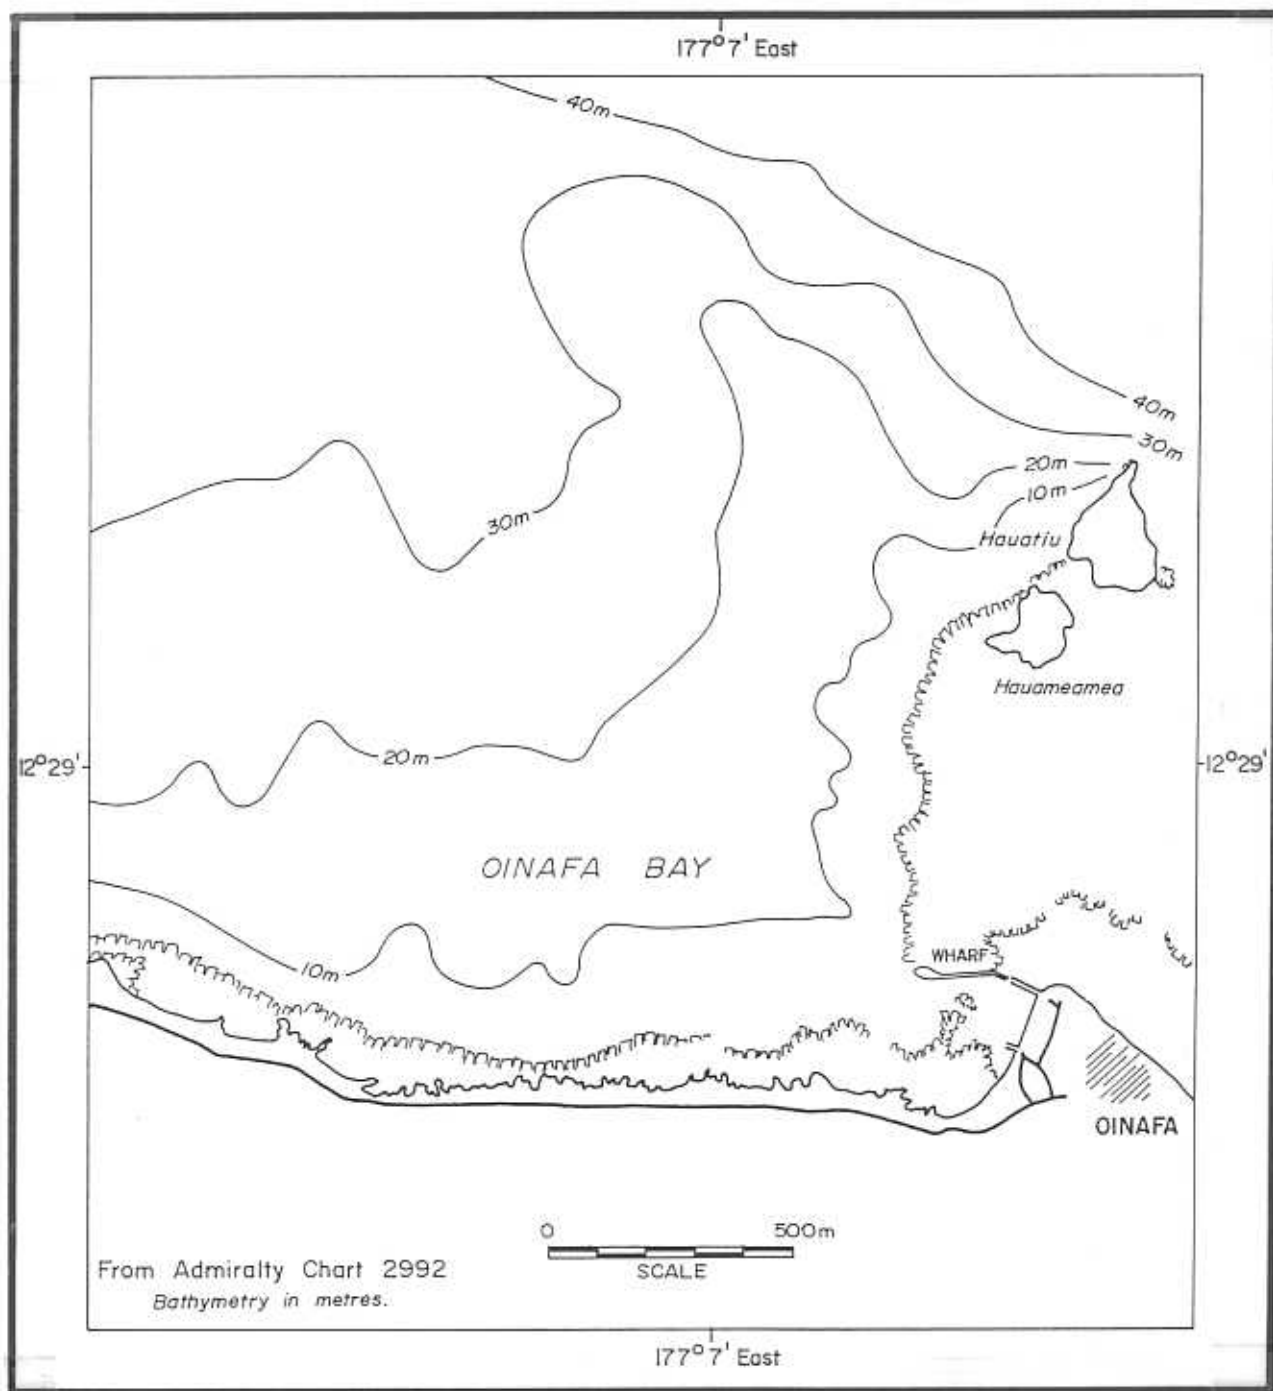 177°7' East
40m
40m
30m
20m
10m
Hauatiu
30m
Hauameamea
20m
12°29'
12°29'
OINAFA BAY
WHARF
10m
OINAFA
0 500m
SCALE
From Admiralty Chart 2992
Bathymetry in metres.
177°7' East